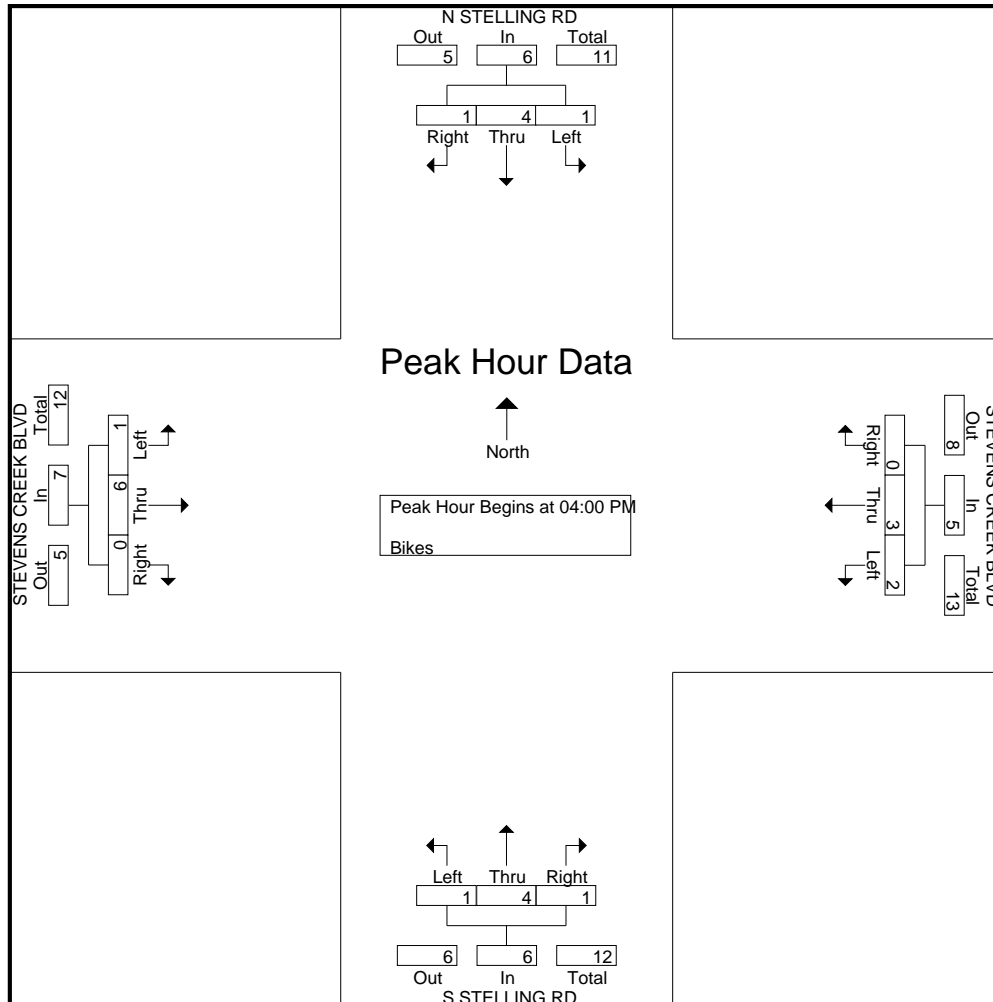 N STELLING RD
Out In Total
5 6 11
1 4 1
Right Thru Left
Peak Hour Data
North
Peak Hour Begins at 04:00 PM
Bikes
STEVENS CREEK BLVD
Total In Out
12 7 5
1 6 0
Left Thru Right
STEVENS CREEK BLVD
Out In Total
8 5 13
0 3 2
Right Thru Left
Left Thru Right
1 4 1
6 6 12
Out In Total
S STELLING RD